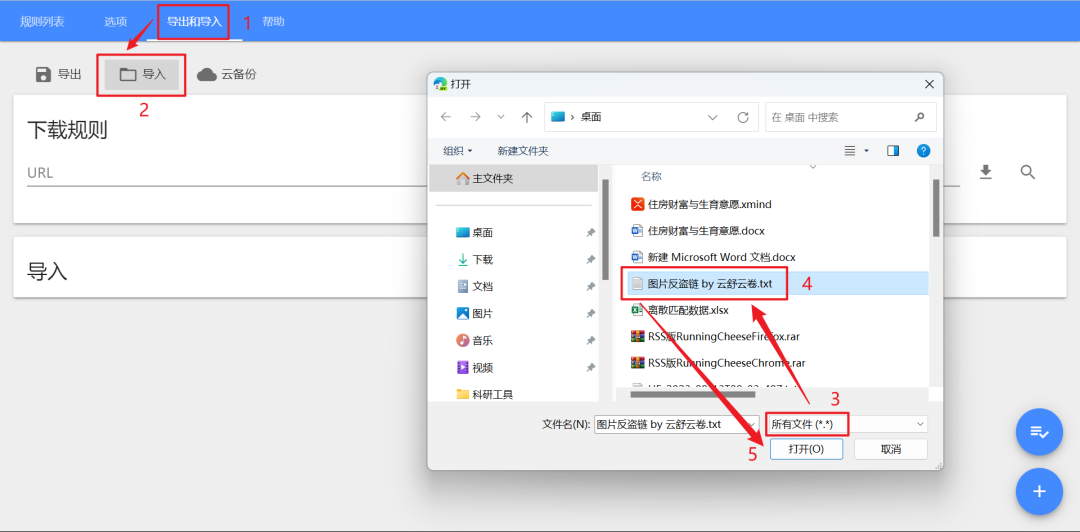 规则列表 选项 导出和导入 1 帮助
导出 导入 云备份
2
下载规则
URL
导入
打开
桌面 在 桌面 中搜索
组织 新建文件夹
主文件夹
桌面
下载
文档
图片
音乐
视频
科研工具
名称
住房财富与生育意愿.xmind
住房财富与生育意愿.docx
新建 Microsoft Word 文档.docx
图片反盗链 by 云舒云卷.txt 4
离散匹配数据.xlsx
RSS版RunningCheeseFirefox.rar
RSS版RunningCheeseChrome.rar
3
文件名(N): 图片反盗链 by 云舒云卷.txt 所有文件 (*.*)
5 打开(O) 取消